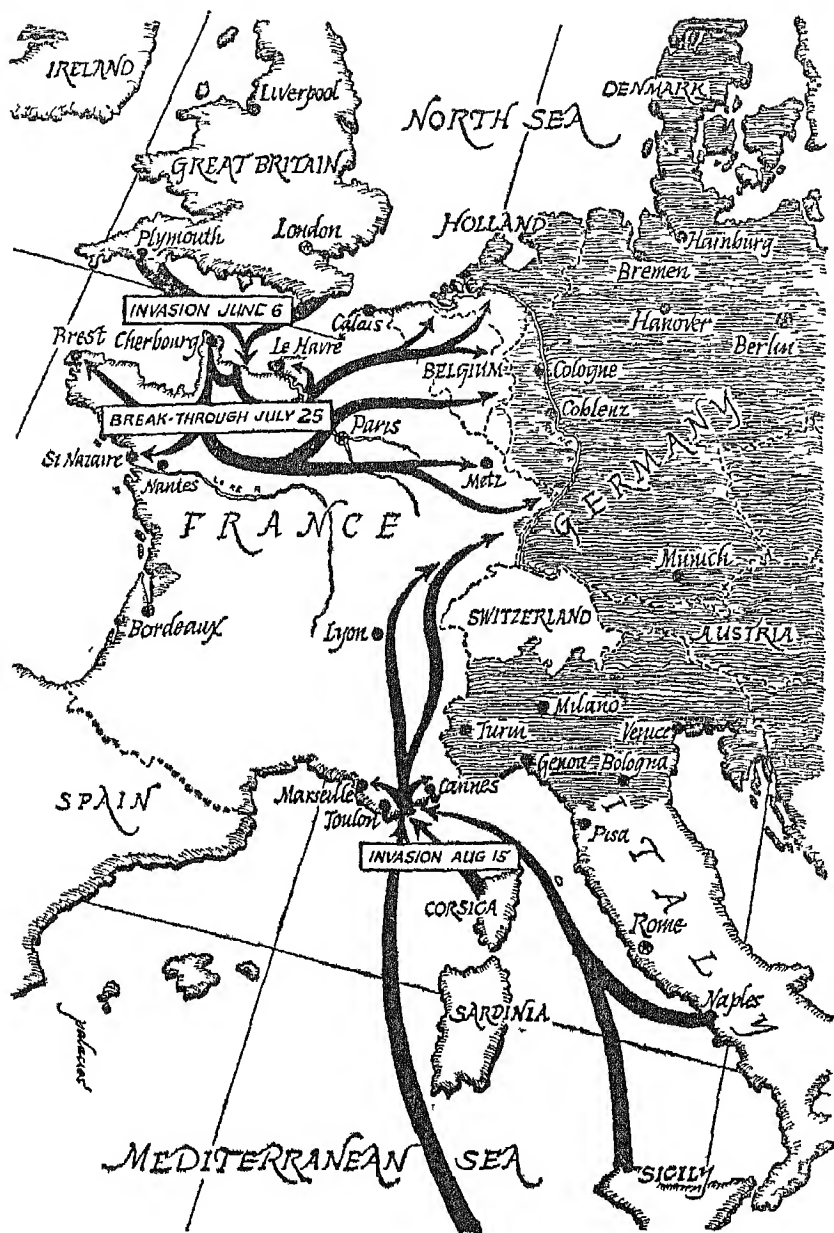 IRELAND
Liverpool
DENMARK
NORTH SEA
GREAT BRITAIN
HOLLAND
Plymouth
London
Hamburg
Bremen
INVASION JUNE 6
Calais
Hanover
Berlin
Brest
Cherbourg
Le Havre
BELGIUM
Cologne
Coblenz
BREAK-THROUGH JULY 25
Paris
St Nazaire
Nantes
LOIRE R
Metz
GERMANY
FRANCE
Munich
Bordeaux
Lyon
SWITZERLAND
AUSTRIA
Milano
Turin
Venice
Genoa
Bologna
SPAIN
Marseille
Toulon
Cannes
Pisa
ITALY
INVASION AUG 15
CORSICA
Rome
Naples
SARDINIA
MEDITERRANEAN SEA
SICILY